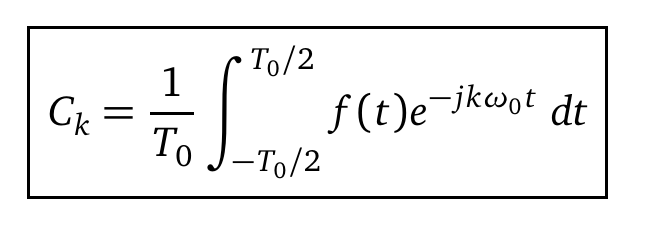 $$C_k = \frac{1}{T_0} \int_{-T_0/2}^{T_0/2} f(t)e^{-jk\omega_0 t} \, dt$$